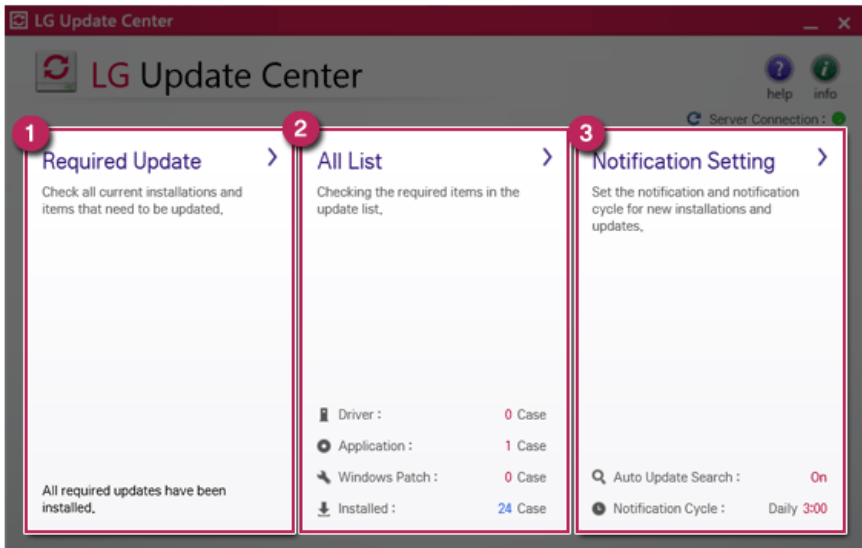 LG Update Center
LG Update Center
help info
Server Connection :
1
Required Update
Check all current installations and
items that need to be updated.
All required updates have been
installed.
2
All List
Checking the required items in the
update list.
Driver : 0 Case
Application : 1 Case
Windows Patch : 0 Case
Installed : 24 Case
3
Notification Setting
Set the notification and notification
cycle for new installations and
updates.
Auto Update Search : On
Notification Cycle : Daily 3:00